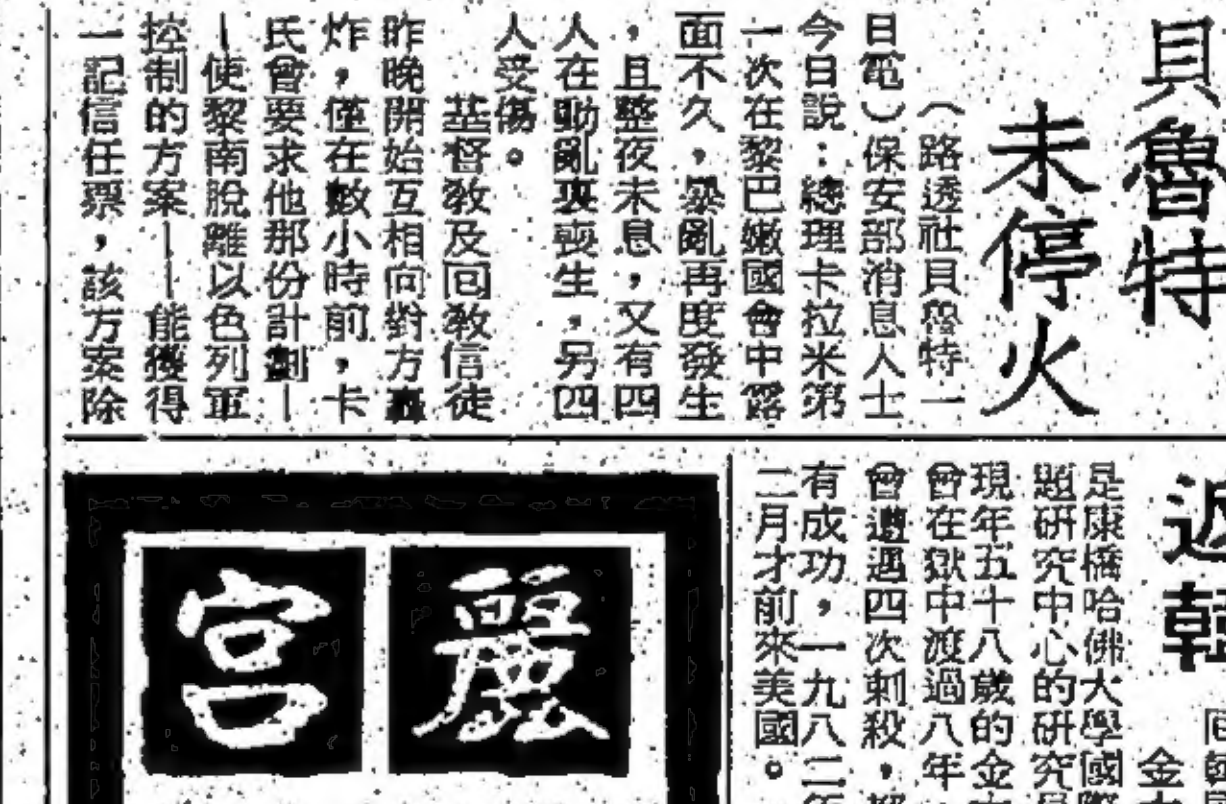 貝魯特
未停火
（路透社貝魯特一
日電）保安部消息人士
今日說：總理卡拉米第
一次在黎巴嫩國會中露
面不久，暴亂再度發生
，且整夜未息，又有四
人在動亂裏喪生，另四
人受傷。
基督教及回教信徒
昨晚開始互相向對方轟
炸，僅在數小時前，卡
氏曾要求他那份計劃—
—使黎南脫離以色列軍
控制的方案——能獲得
一記信任票，該方案除
返韓
金大
是康橋哈佛大學國際
題研究中心的研究員
現年五十八歲的金大
曾在獄中渡過八年，
曾遭遇四次刺殺，都
有成功，一九八二年
二月才前來美國。
麗宮